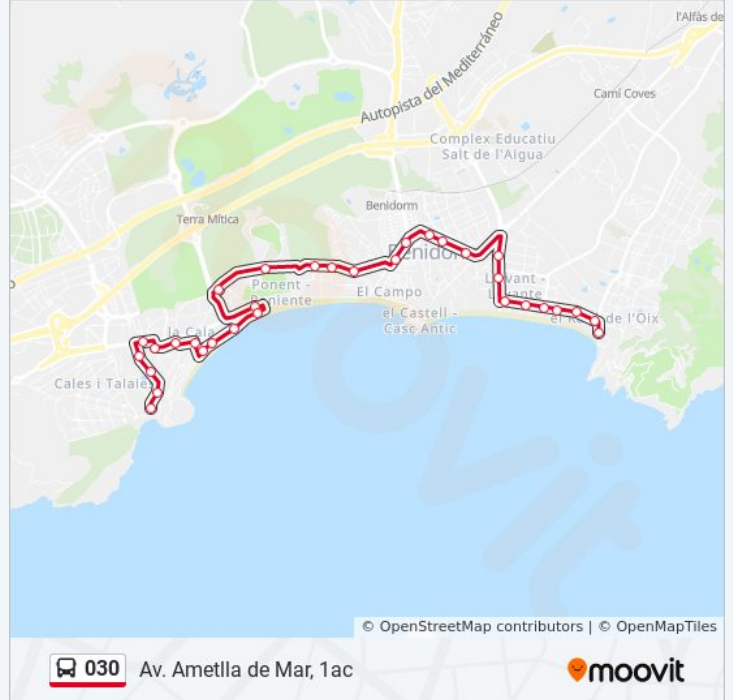 l'Alfàs de
Autopista del Mediterráneo
Camí Coves
Complex Educatiu
Salt de l'Aigua
Benidorm
Terra Mítica
Benidorm
Ponent -
Poniente
El Campo
Llevant -
Levante
el Castell -
Casc Antic
el Racó de l'Oix
la Cala
Cales i Talaies
© OpenStreetMap contributors | © OpenMapTiles
030 Av. Ametlla de Mar, 1ac
moovit